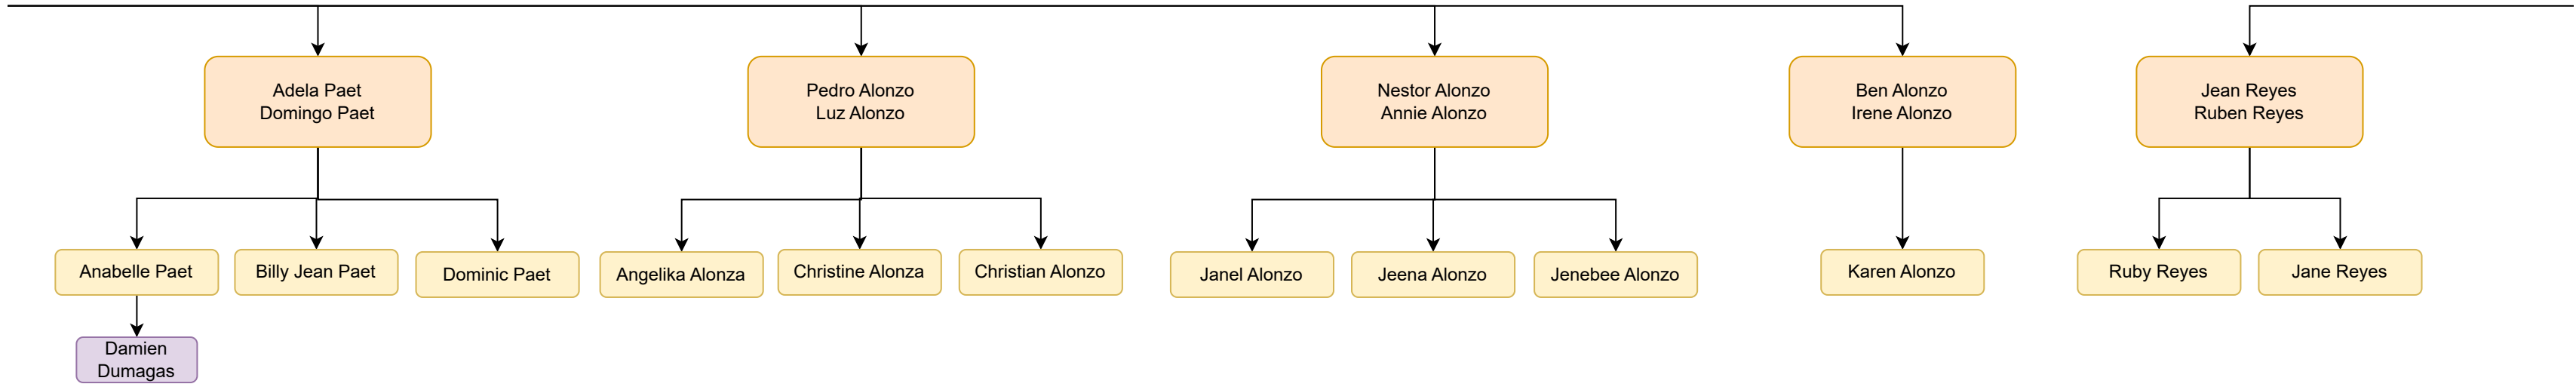 Adela Paet
Domingo Paet
Pedro Alonzo
Luz Alonzo
Nestor Alonzo
Annie Alonzo
Ben Alonzo
Irene Alonzo
Jean Reyes
Ruben Reyes
Anabelle Paet
Billy Jean Paet
Dominic Paet
Angelika Alonza
Christine Alonza
Christian Alonzo
Janel Alonzo
Jeena Alonzo
Jenebee Alonzo
Karen Alonzo
Ruby Reyes
Jane Reyes
Damien
Dumagas